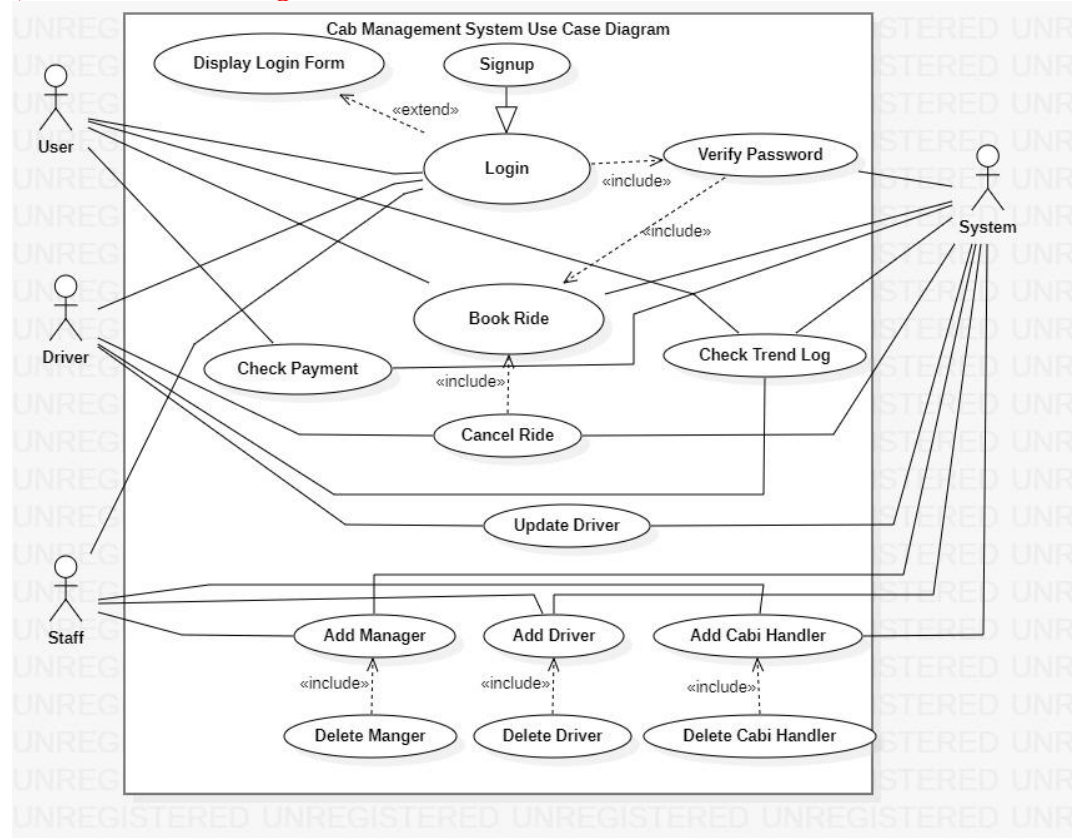 Cab Management System Use Case Diagram
Display Login Form
Signup
«extend»
User
Login
Verify Password
«include»
System
«include»
Driver
Book Ride
Check Payment
Check Trend Log
«include»
Cancel Ride
Update Driver
Staff
Add Manager
Add Driver
Add Cabi Handler
«include»
«include»
«include»
Delete Manger
Delete Driver
Delete Cabi Handler
UNREGISTERED UNREGISTERED UNREGISTERED UNREGISTERED UNR